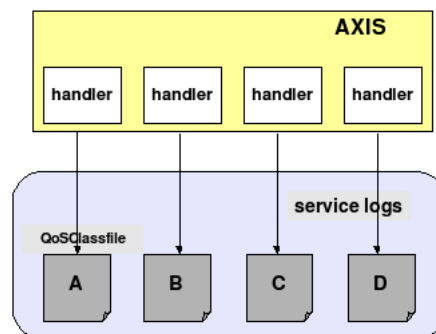 AXIS
handler handler handler handler
service logs
QoSClassfile
A B C D